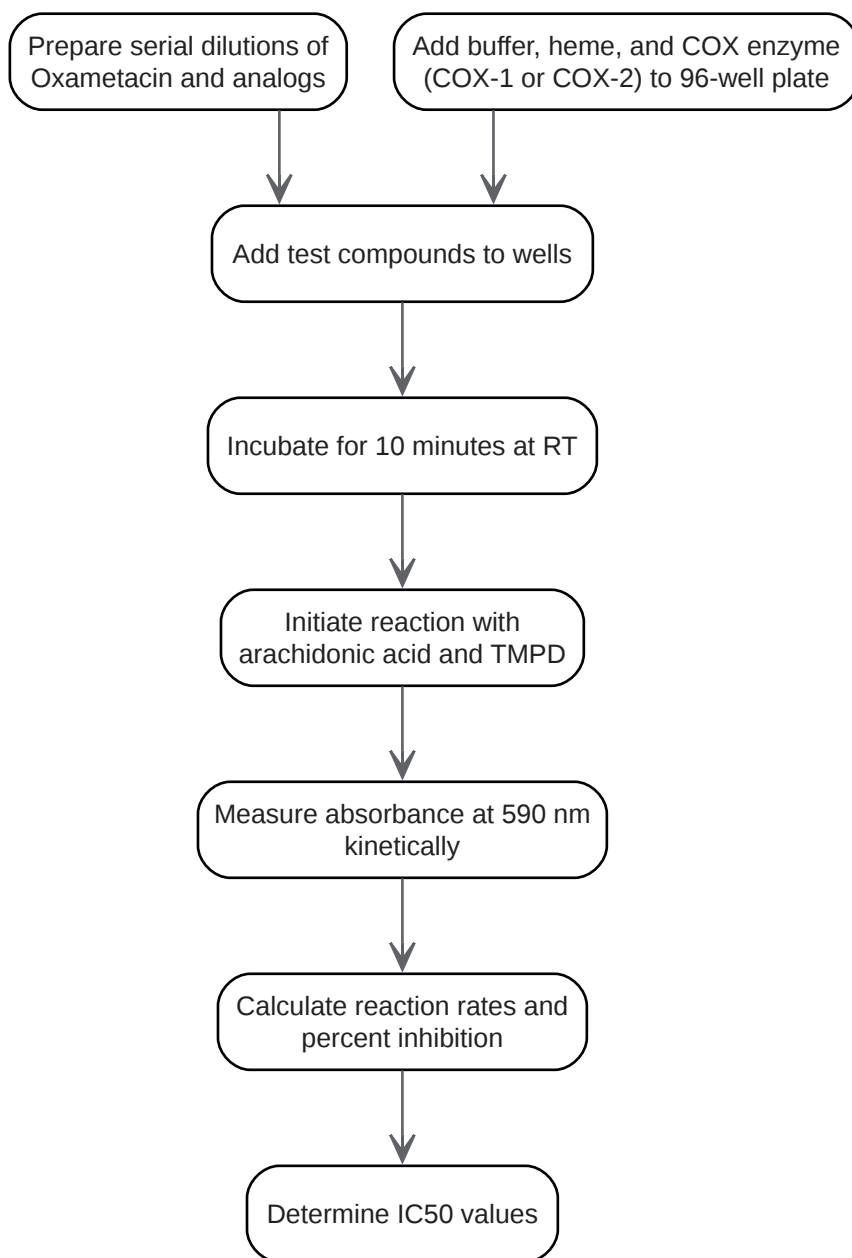 Prepare serial dilutions of
Oxametacin and analogs
Add buffer, heme, and COX enzyme
(COX-1 or COX-2) to 96-well plate
Add test compounds to wells
Incubate for 10 minutes at RT
Initiate reaction with
arachidonic acid and TMPD
Measure absorbance at 590 nm
kinetically
Calculate reaction rates and
percent inhibition
Determine IC50 values